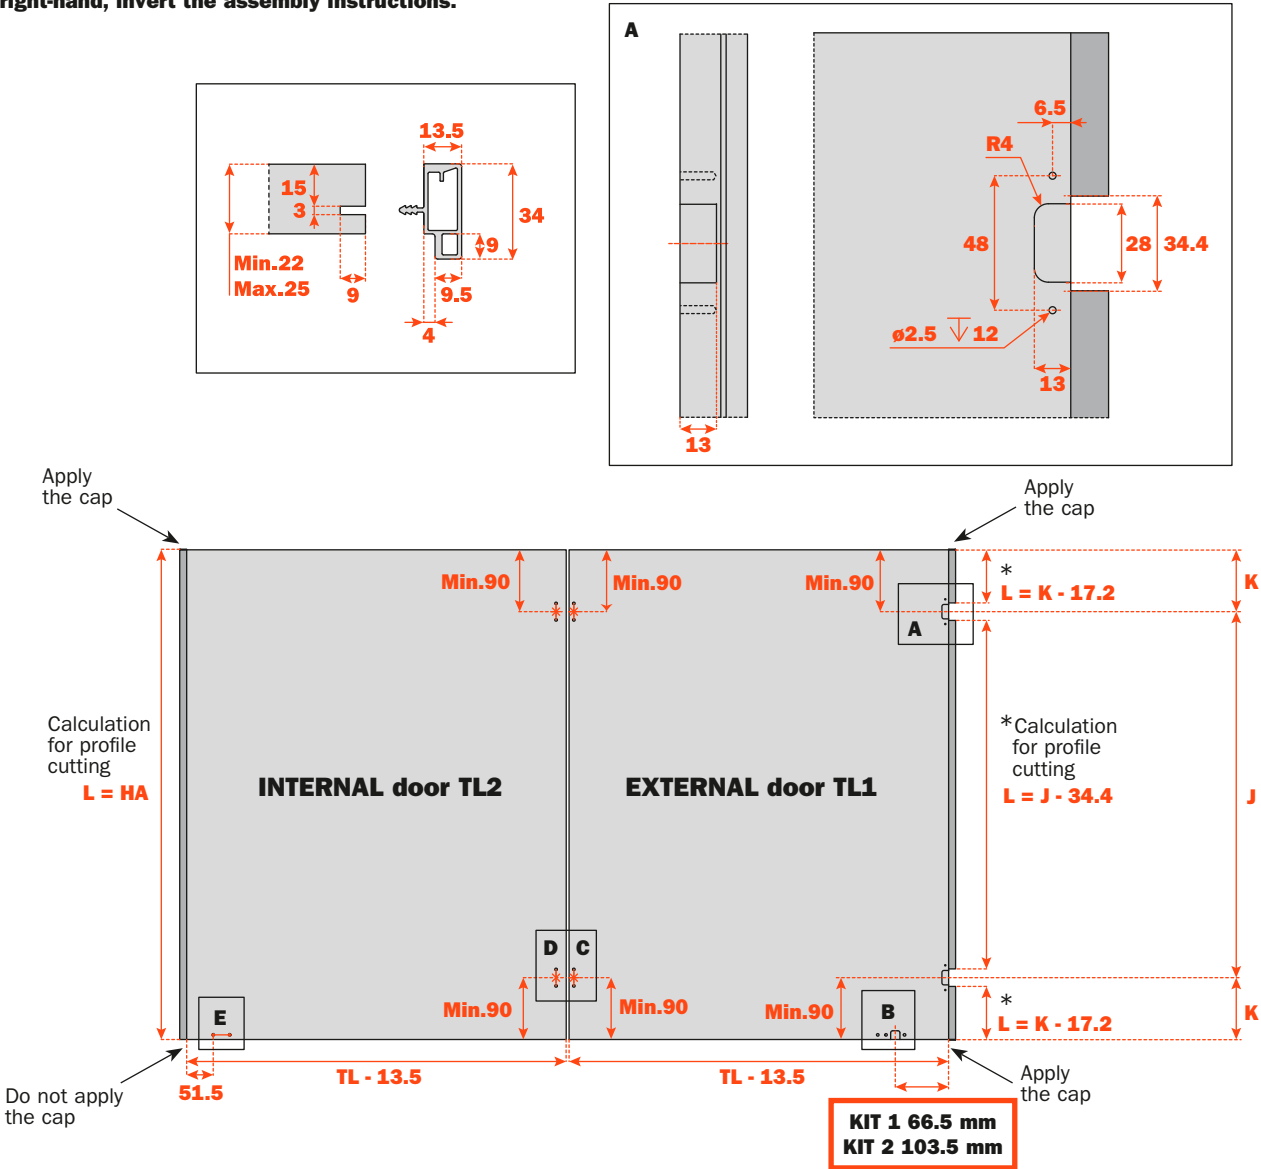 right-hand, invert the assembly instructions.
A
13.5
15
3
34
9
Min.22
Max.25
9
9.5
4
6.5
R4
48
28
34.4
ø2.5 12
13
13
Apply
the cap
Apply
the cap
Min.90
Min.90
Min.90
*
L = K - 17.2
K
A
Calculation
for profile
cutting
L = HA
INTERNAL door TL2
EXTERNAL door TL1
*Calculation
for profile
cutting
L = J - 34.4
J
D
C
Min.90
Min.90
Min.90
E
B
*
L = K - 17.2
K
51.5
TL - 13.5
TL - 13.5
Do not apply
the cap
Apply
the cap
KIT 1 66.5 mm
KIT 2 103.5 mm